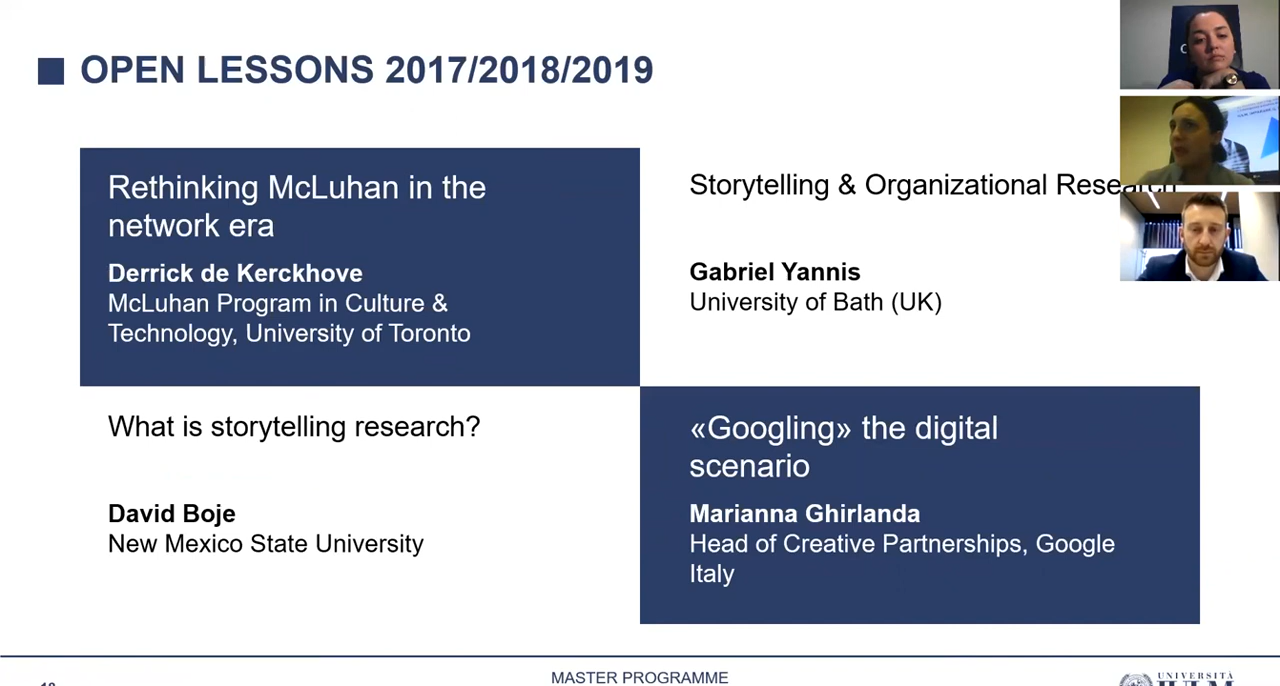 OPEN LESSONS 2017/2018/2019
Rethinking McLuhan in the
network era
Derrick de Kerckhove
McLuhan Program in Culture &
Technology, University of Toronto
Storytelling & Organizational Research
Gabriel Yannis
University of Bath (UK)
What is storytelling research?
David Boje
New Mexico State University
«Googling» the digital
scenario
Marianna Ghirlanda
Head of Creative Partnerships, Google
Italy
MASTER PROGRAMME
UNIVERSITÀ
IULM